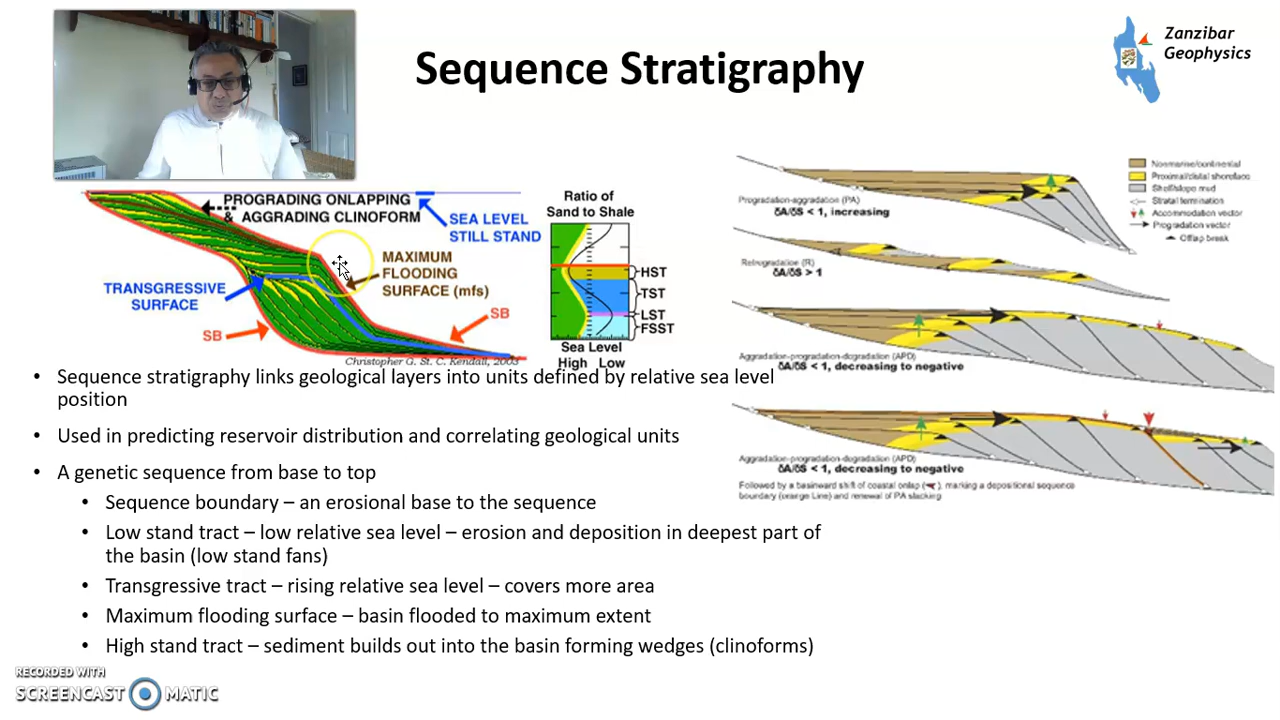 Sequence Stratigraphy
Zanzibar
Geophysics
PROGRADING ONLAPPING
& AGGRADING CLINOFORM
SEA LEVEL
STILL STAND
MAXIMUM
FLOODING
SURFACE (mfs)
TRANSGRESSIVE
SURFACE
SB
SB
Christopher G. St. C. Kendall, 2003
Ratio of
Sand to Shale
HST
TST
LST
FSST
Sea Level
High Low
Nonmarine/continental
Proximal/distal shoreface
Shelf/slope mud
Stratal termination
Accommodation vector
Progradation vector
Offlap break
Progradation-aggradation (PA)
δA/δS < 1, increasing
Retrogradation (R)
δA/δS > 1
Aggradation-progradation-degradation (APD)
δA/δS < 1, decreasing to negative
Aggradation-progradation-degradation (APD)
δA/δS < 1, decreasing to negative
Followed by a basinward shift of coastal onlap ( ), marking a depositional sequence
boundary (orange Line) and renewal of PA stacking
• Sequence stratigraphy links geological layers into units defined by relative sea level
position
• Used in predicting reservoir distribution and correlating geological units
• A genetic sequence from base to top
• Sequence boundary – an erosional base to the sequence
• Low stand tract – low relative sea level – erosion and deposition in deepest part of
the basin (low stand fans)
• Transgressive tract – rising relative sea level – covers more area
• Maximum flooding surface – basin flooded to maximum extent
• High stand tract – sediment builds out into the basin forming wedges (clinoforms)
RECORDED WITH
SCREENCAST MATIC